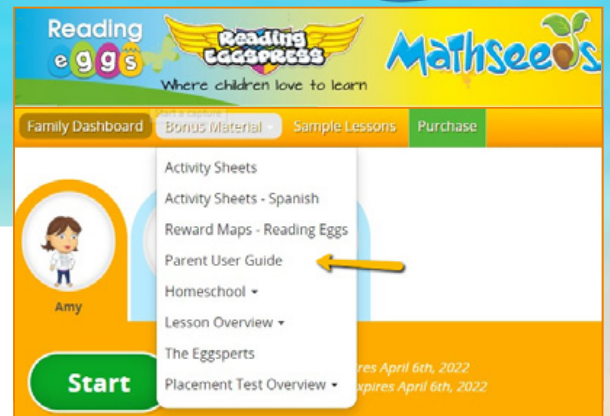 Reading
eggs
Reading
EGGSPRESS
Mathseeds
Where children love to learn
Start a capture
Family Dashboard Bonus Material Sample Lessons Purchase
Activity Sheets
Activity Sheets - Spanish
Reward Maps - Reading Eggs
Parent User Guide
Homeschool
Lesson Overview
The Eggsperts
Placement Test Overview
Amy
Start
April 6th, 2022
April 6th, 2022